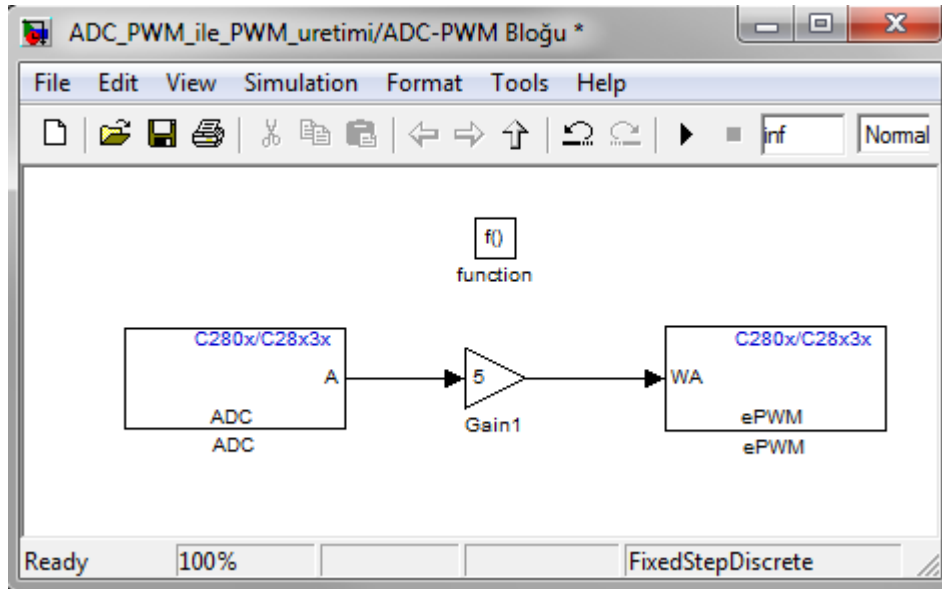 ADC_PWM_ile_PWM_uretimi/ADC-PWM Bloğu *
File Edit View Simulation Format Tools Help
inf Normal
f()
function
C280x/C28x3x
A
ADC
ADC
5
Gain1
C280x/C28x3x
WA
ePWM
ePWM
Ready 100% FixedStepDiscrete